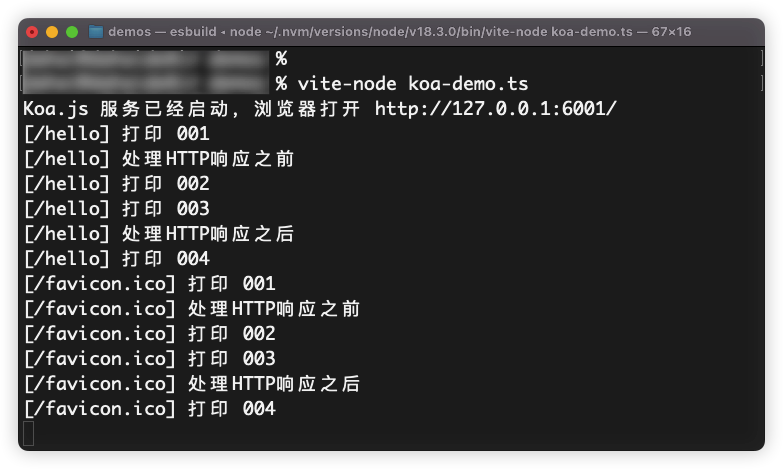 demos — esbuild ◂ node ~/.nvm/versions/node/v18.3.0/bin/vite-node koa-demo.ts — 67×16
%
% vite-node koa-demo.ts
Koa.js 服务已经启动, 浏览器打开 http://127.0.0.1:6001/
[/hello] 打印 001
[/hello] 处理HTTP响应之前
[/hello] 打印 002
[/hello] 打印 003
[/hello] 处理HTTP响应之后
[/hello] 打印 004
[/favicon.ico] 打印 001
[/favicon.ico] 处理HTTP响应之前
[/favicon.ico] 打印 002
[/favicon.ico] 打印 003
[/favicon.ico] 处理HTTP响应之后
[/favicon.ico] 打印 004